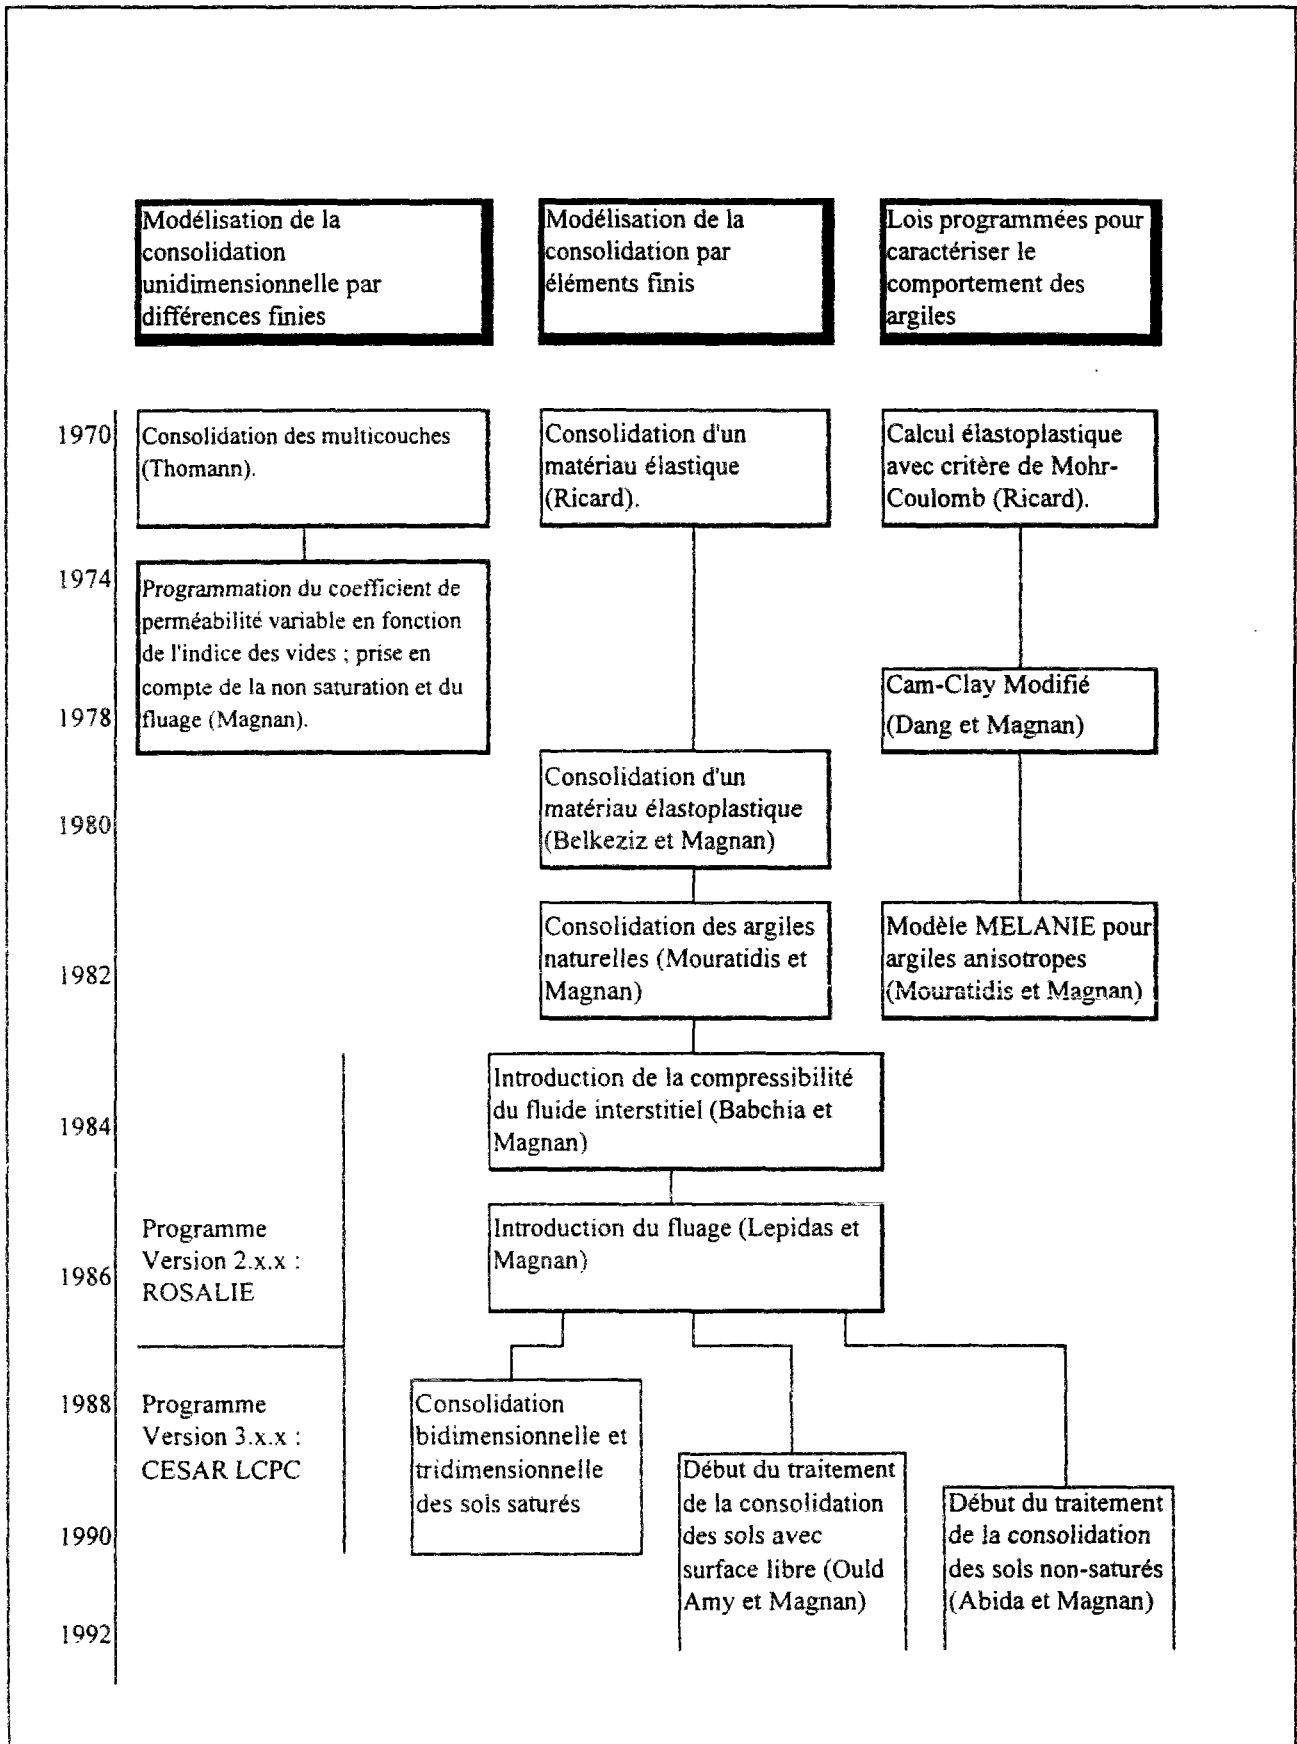 Modélisation de la
consolidation
unidimensionnelle par
différences finies
Modélisation de la
consolidation par
éléments finis
Lois programmées pour
caractériser le
comportement des
argiles
1970
Consolidation des multicouches
(Thomann).
Consolidation d'un
matériau élastique
(Ricard).
Calcul élastoplastique
avec critère de Mohr-
Coulomb (Ricard).
1974
Programmation du coefficient de
perméabilité variable en fonction
de l'indice des vides ; prise en
compte de la non saturation et du
fluage (Magnan).
Cam-Clay Modifié
(Dang et Magnan)
1978
Consolidation d'un
matériau élastoplastique
(Belkeziz et Magnan)
1980
Consolidation des argiles
naturelles (Mouratidis et
Magnan)
Modèle MELANIE pour
argiles anisotropes
(Mouratidis et Magnan)
1982
Introduction de la compressibilité
du fluide interstitiel (Babchia et
Magnan)
1984
Programme
Version 2.x.x :
ROSALIE
Introduction du fluage (Lepidas et
Magnan)
1986
1988
Programme
Version 3.x.x :
CESAR LCPC
Consolidation
bidimensionnelle et
tridimensionnelle
des sols saturés
Début du traitement
de la consolidation
des sols avec
surface libre (Ould
Amy et Magnan)
Début du traitement
de la consolidation
des sols non-saturés
(Abida et Magnan)
1990
1992